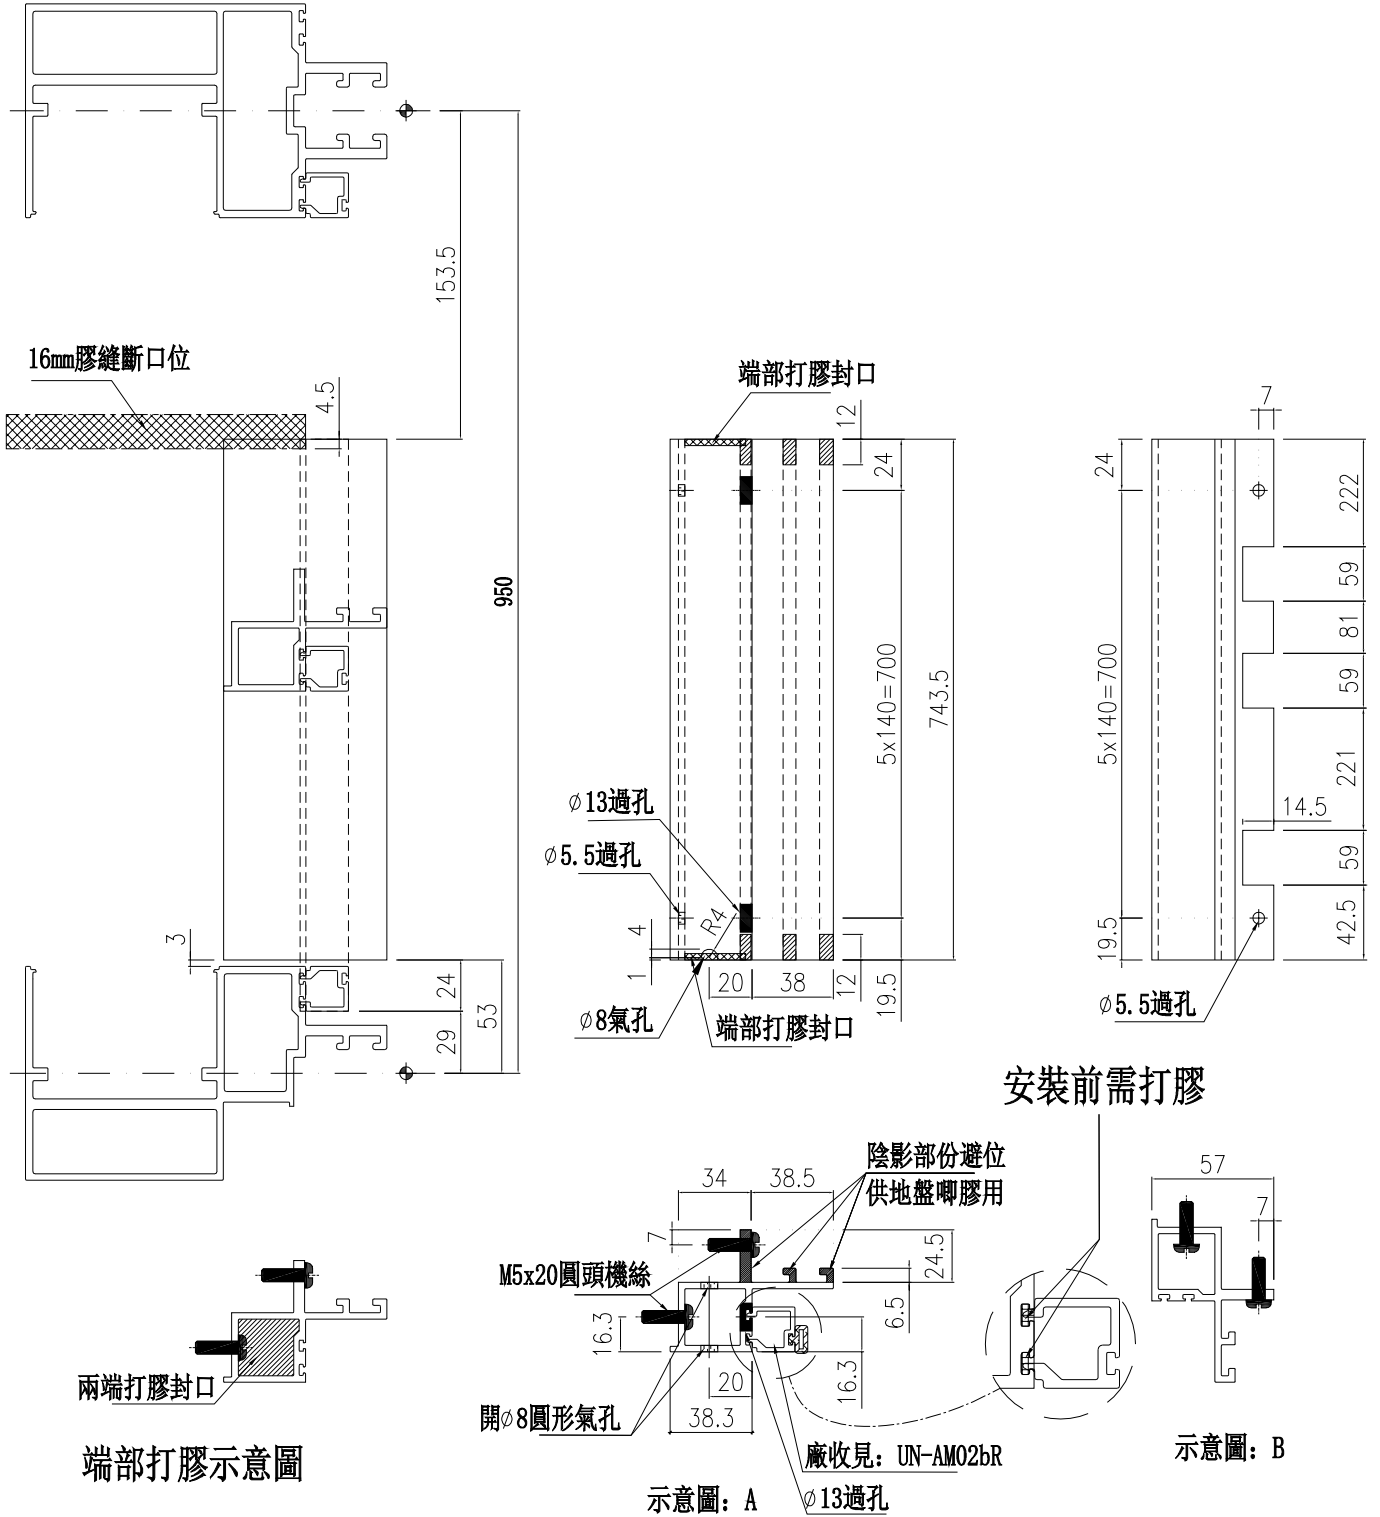 153.5
16mm膠縫斷口位
4.5
950
3
24
29
53
端部打膠封口
12
24
5x140=700
743.5
∅13過孔
∅5.5過孔
R4
4
1
20
38
12
19.5
∅8氣孔
端部打膠封口
7
24
222
59
81
59
5x140=700
221
14.5
59
42.5
19.5
∅5.5過孔
安裝前需打膠
陰影部份避位
供地盤唧膠用
34
38.5
7
24.5
6.5
M5x20圓頭機絲
16.3
16.3
20
38.3
開∅8圓形氣孔
廠收見: UN-AM02bR
∅13過孔
示意圖: A
57
7
示意圖: B
兩端打膠封口
端部打膠示意圖